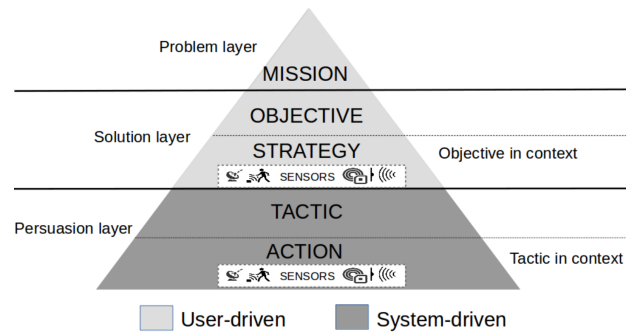 Problem layer
MISSION
OBJECTIVE
Solution layer
STRATEGY
Objective in context
SENSORS
TACTIC
Persuasion layer
ACTION
Tactic in context
SENSORS
User-driven
System-driven